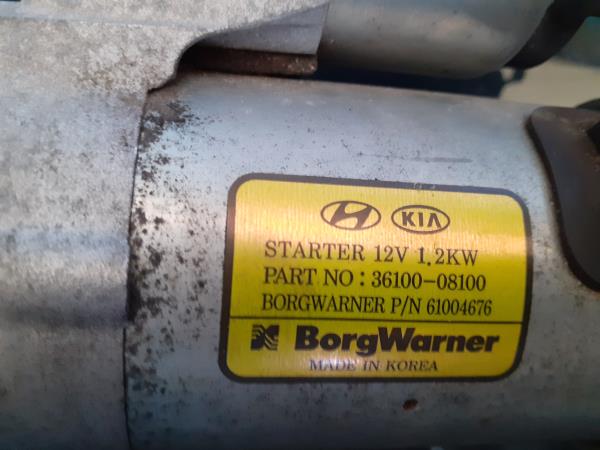 KIA
STARTER 12V 1.2KW
PART NO : 36100-08100
BORGWARNER P/N 61004676
BorgWarner
MADE IN KOREA